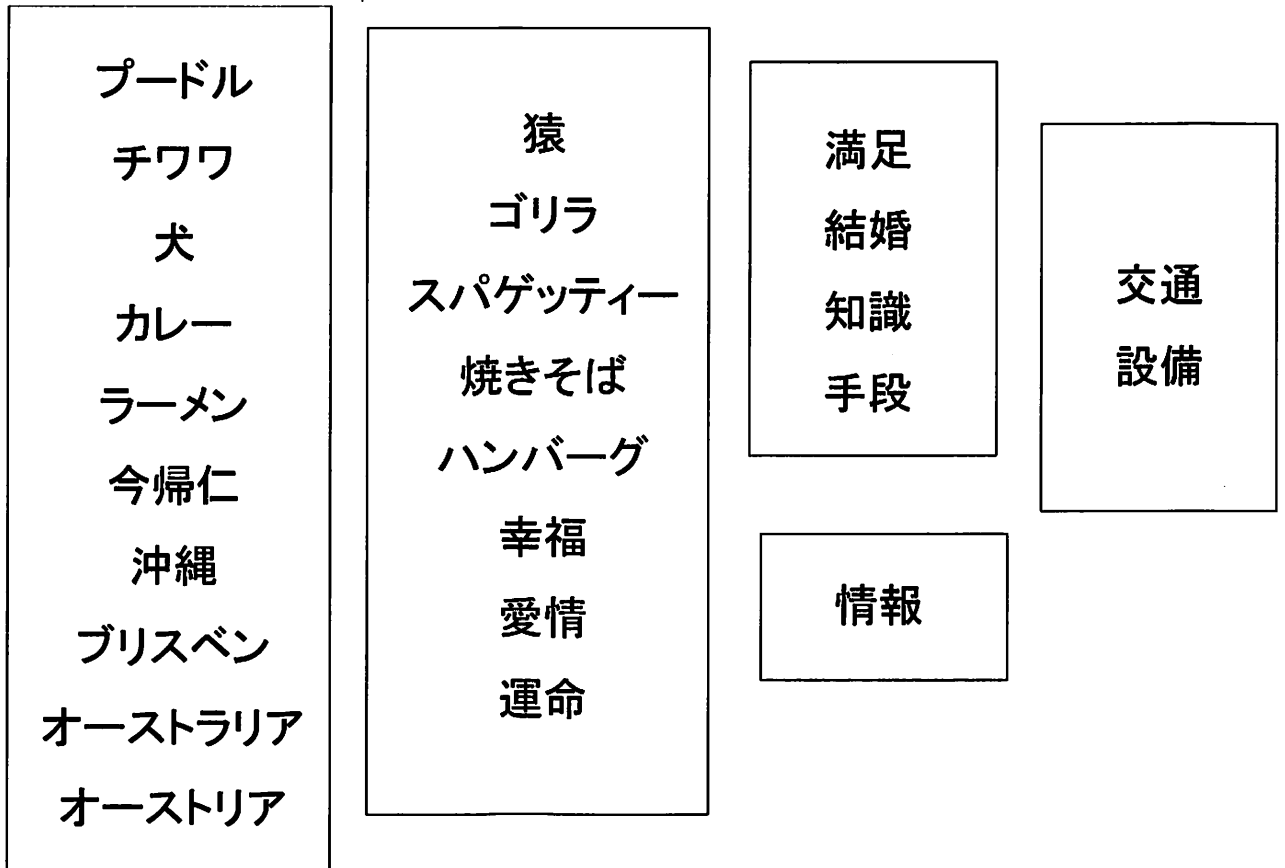 プードル
チワワ
犬
カレー
ラーメン
今帰仁
沖縄
ブリスベン
オーストラリア
オーストリア
猿
ゴリラ
スパゲッティー
焼きそば
ハンバーグ
幸福
愛情
運命
満足
結婚
知識
手段
情報
交通
設備